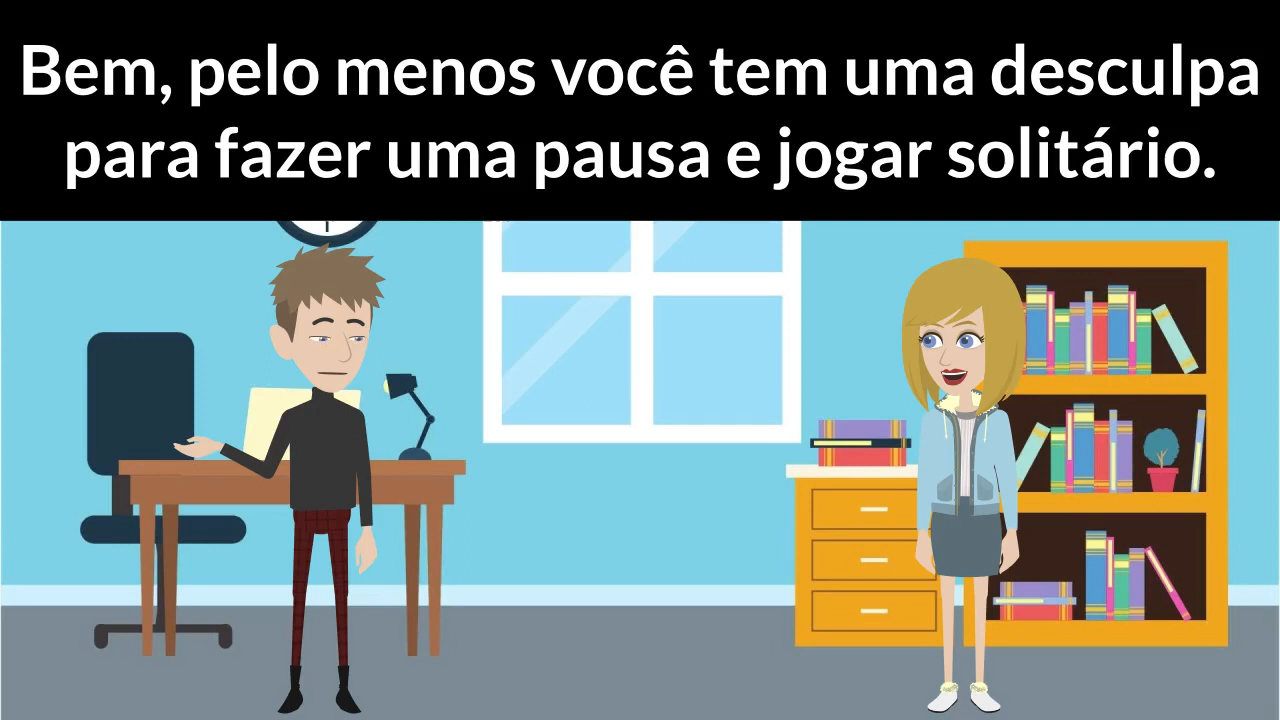 Bem, pelo menos você tem uma desculpa
para fazer uma pausa e jogar solitário.